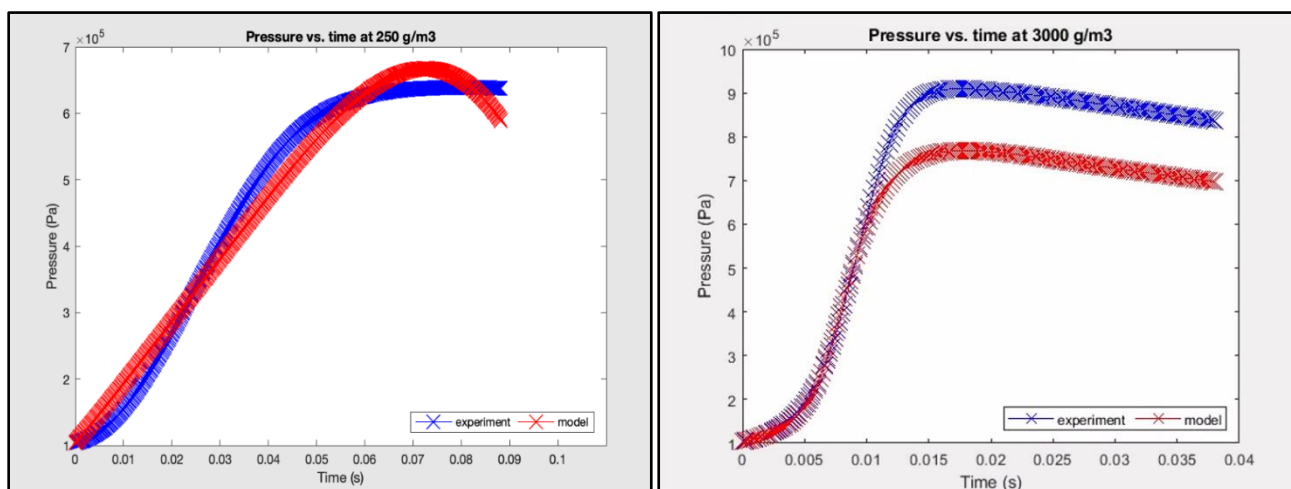 Pressure vs. time at 250 g/m3
×10⁵
7
6
5
4
3
2
1
Pressure (Pa)
0 0.01 0.02 0.03 0.04 0.05 0.06 0.07 0.08 0.09 0.1
Time (s)
experiment model
Pressure vs. time at 3000 g/m3
×10⁵
10
9
8
7
6
5
4
3
2
1
Pressure (Pa)
0 0.005 0.01 0.015 0.02 0.025 0.03 0.035 0.04
Time (s)
experiment model